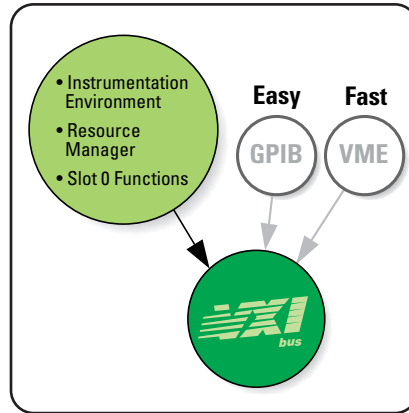 • Instrumentation
Environment
• Resource
Manager
• Slot 0 Functions
Easy
Fast
GPIB
VME
VXI
bus